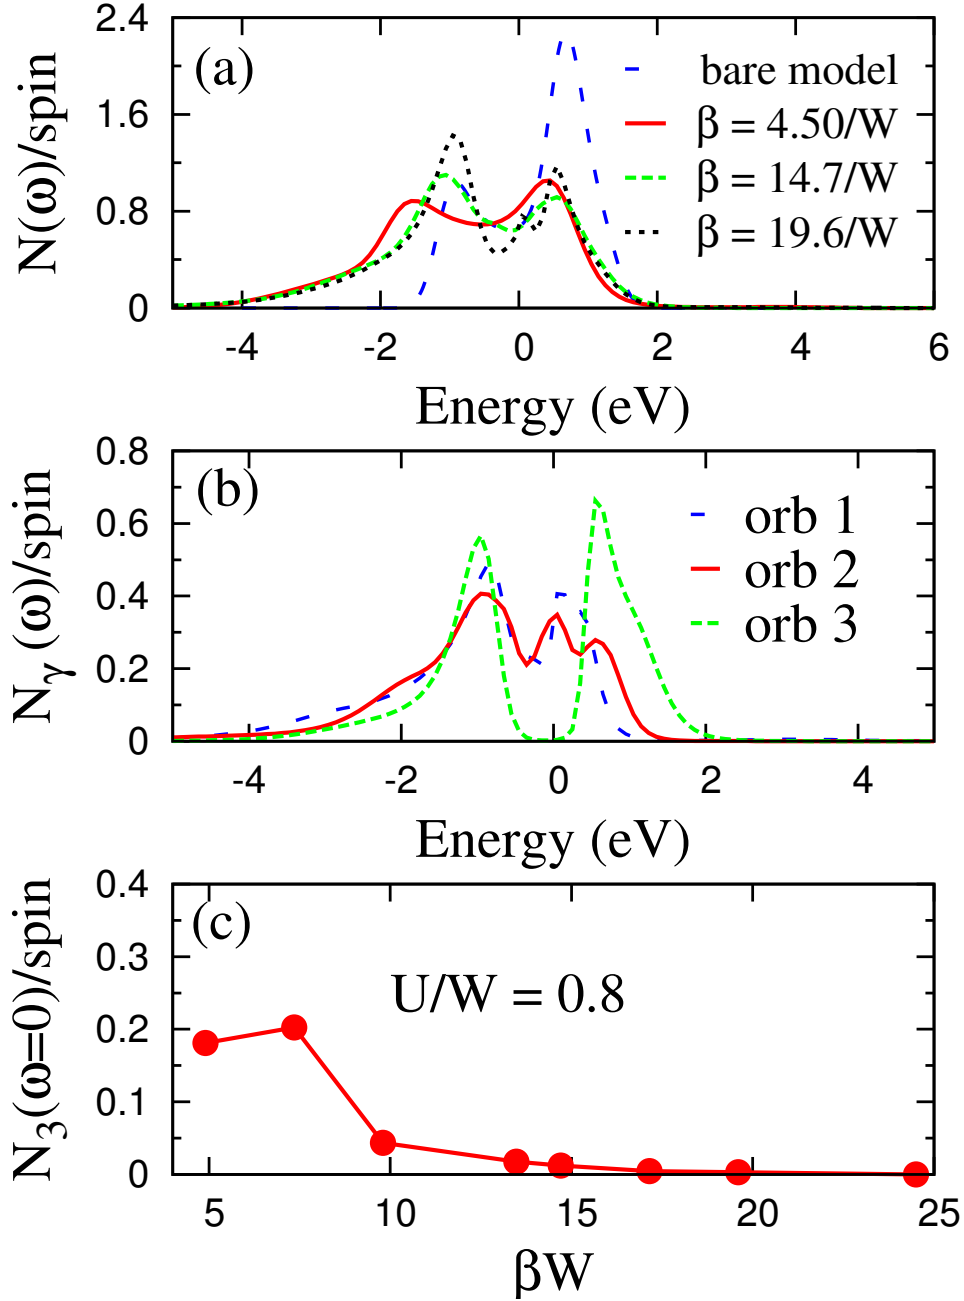 2.4
1.6
0.8
0
N(ω)/spin
(a)
bare model
β = 4.50/W
β = 14.7/W
β = 19.6/W
-4 -2 0 2 4 6
Energy (eV)
0.8
0.6
0.4
0.2
0
N_γ(ω)/spin
(b)
orb 1
orb 2
orb 3
-4 -2 0 2 4
Energy (eV)
0.4
0.3
0.2
0.1
0
N_3(ω=0)/spin
(c)
U/W = 0.8
5 10 15 20 25
βW